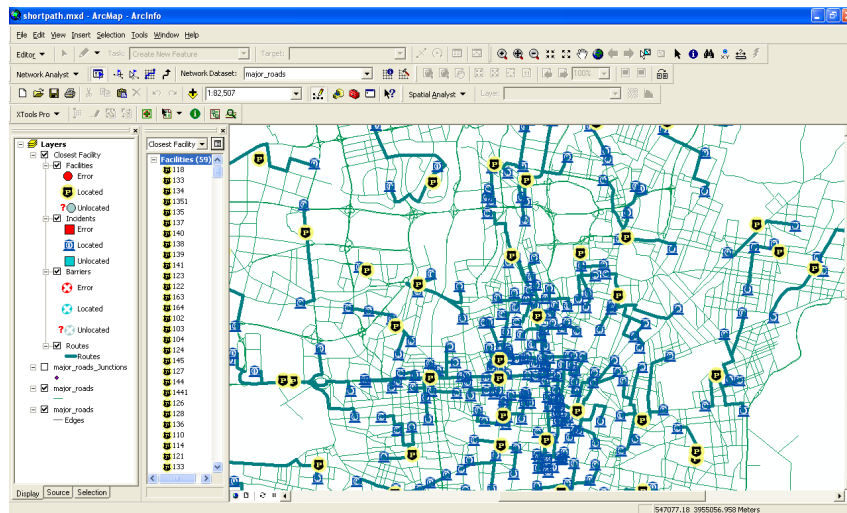 shortpath.mxd - ArcMap - ArcInfo
File Edit View Insert Selection Tools Window Help
Editor Task: Create New Feature Target:
Network Analyst Network Dataset: major_roads 100%
1:82,507 Spatial Analyst Layer:
XTools Pro
Layers
Closest Facility
Facilities
Error
Located
Unlocated
Incidents
Error
Located
Unlocated
Barriers
Error
Located
Unlocated
Routes
Routes
major_roads_Junctions
major_roads
major_roads
Edges
Display Source Selection
Closest Facility
Facilities (59)
118
133
134
1351
135
137
140
138
139
141
123
122
163
164
102
103
104
124
145
127
144
1441
126
128
136
110
114
121
133
547077.18 3955056.958 Meters